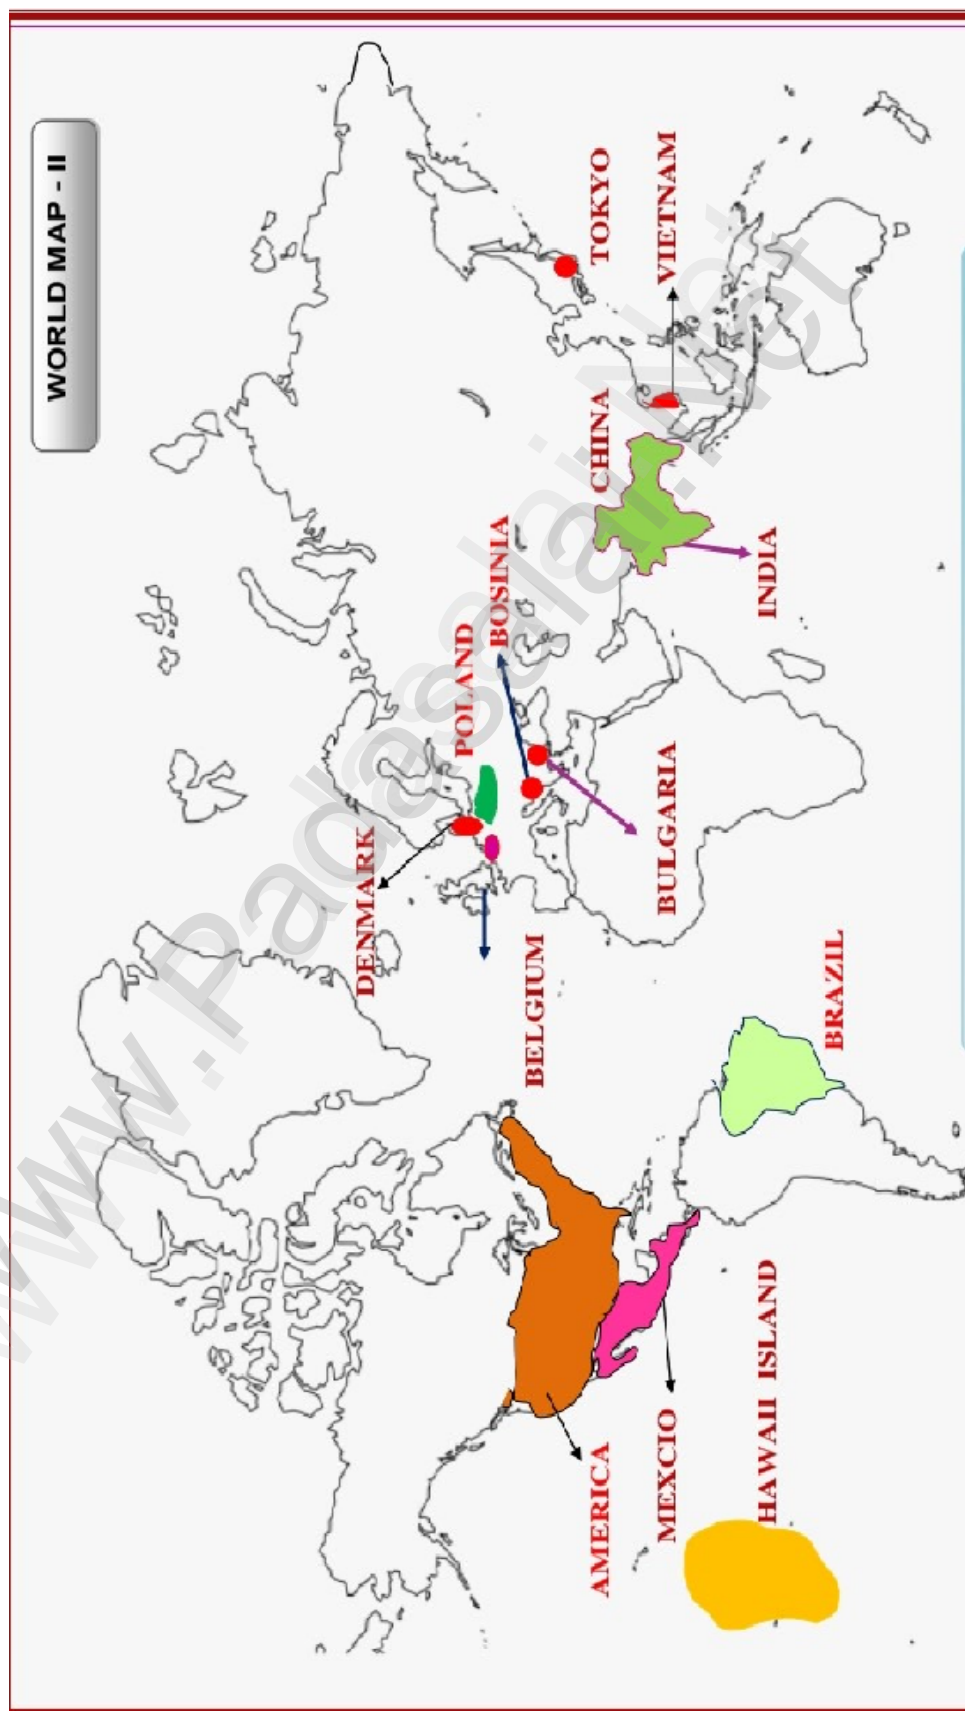 WORLD MAP - II
DENMARK
POLAND
BOSINIA
BELGIUM
CHINA
TOKYO
AMERICA
BULGARIA
VIETNAM
MEXCIO
INDIA
HAWAII ISLAND
BRAZIL
www.Padasalai.Net